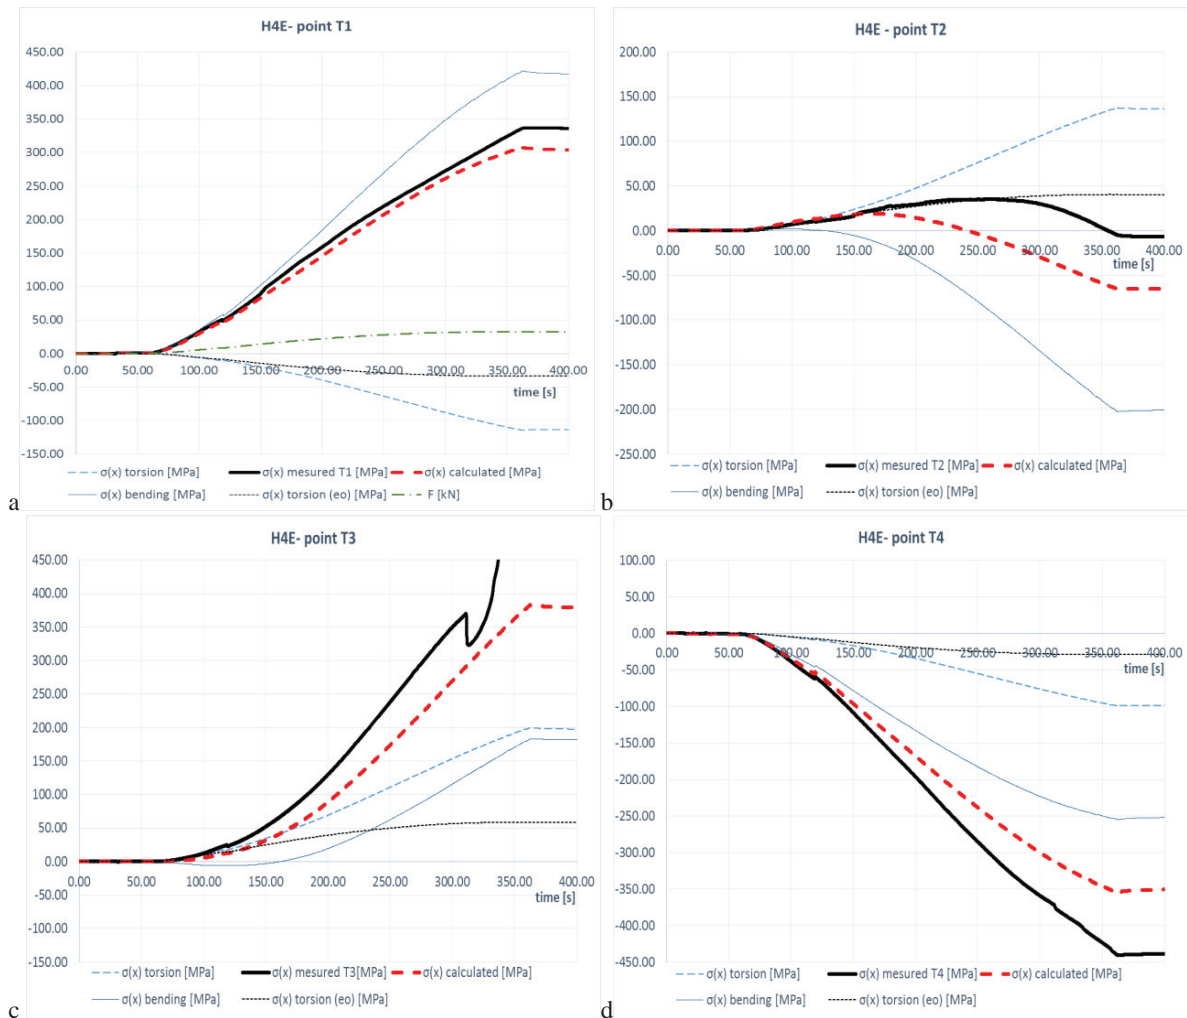 H4E- point T1
450.00
400.00
350.00
300.00
250.00
200.00
150.00
100.00
50.00
0.00
-50.00
-100.00
-150.00
0.00 50.00 100.00 150.00 200.00 250.00 300.00 350.00 400.00
time [s]
σ(x) torsion [MPa] σ(x) mesured T1 [MPa] σ(x) calculated [MPa]
σ(x) bending [MPa] σ(x) torsion (eo) [MPa] F [kN]
a
H4E - point T2
200.00
150.00
100.00
50.00
0.00
-50.00
-100.00
-150.00
-200.00
-250.00
0.00 50.00 100.00 150.00 200.00 250.00 300.00 350.00 400.00
time [s]
σ(x) torsion [MPa] σ(x) mesured T2 [MPa] σ(x) calculated [MPa]
σ(x) bending [MPa] σ(x) torsion (eo) [MPa]
b
H4E- point T3
450.00
400.00
350.00
300.00
250.00
200.00
150.00
100.00
50.00
0.00
-50.00
-100.00
-150.00
0.00 50.00 100.00 150.00 200.00 250.00 300.00 350.00 400.00
time [s]
σ(x) torsion [MPa] σ(x) mesured T3[MPa] σ(x) calculated [MPa]
σ(x) bending [MPa] σ(x) torsion (eo) [MPa]
c
H4E- point T4
100.00
50.00
0.00
-50.00
-100.00
-150.00
-200.00
-250.00
-300.00
-350.00
-400.00
-450.00
0.00 50.00 100.00 150.00 200.00 250.00 300.00 350.00 400.00
time [s]
σ(x) torsion [MPa] σ(x) mesured T4 [MPa] σ(x) calculated [MPa]
σ(x) bending [MPa] σ(x) torsion (eo) [MPa]
d